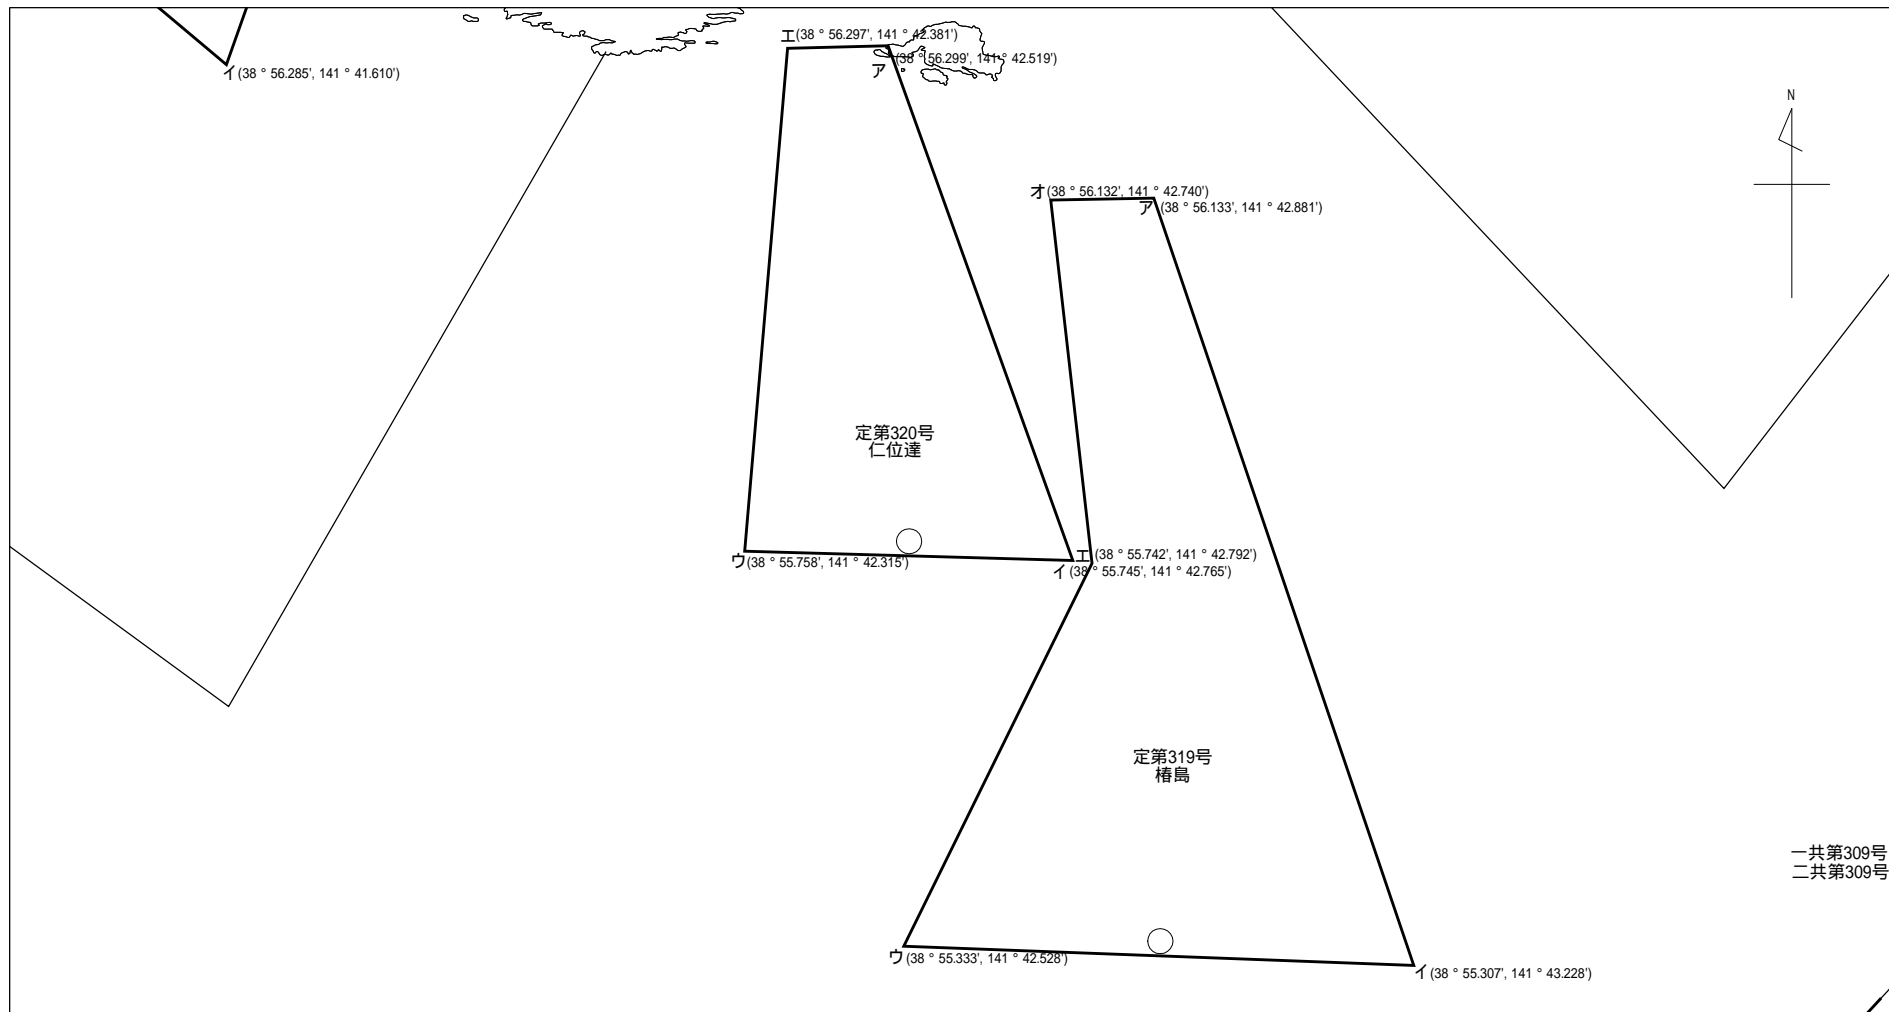 エ(38 ° 56.297', 141 ° 42.381')
ア(38 ° 56.299', 141 ° 42.519')
イ(38 ° 56.285', 141 ° 41.610')
N
オ(38 ° 56.132', 141 ° 42.740')
ア(38 ° 56.133', 141 ° 42.881')
定第320号
仁位達
エ(38 ° 55.742', 141 ° 42.792')
ウ(38 ° 55.758', 141 ° 42.315')
イ(38 ° 55.745', 141 ° 42.765')
定第319号
椿島
一共第309号
二共第309号
ウ(38 ° 55.333', 141 ° 42.528')
イ(38 ° 55.307', 141 ° 43.228')